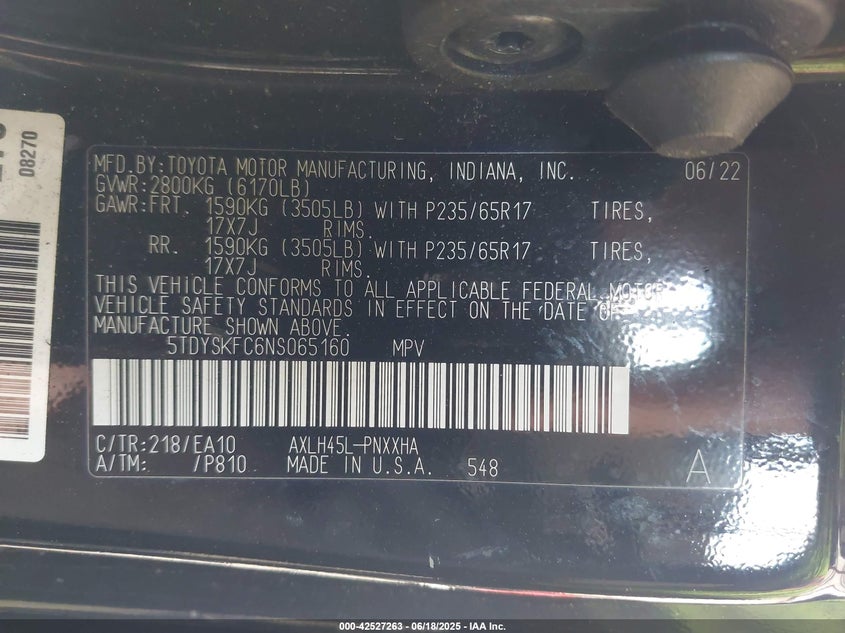 08270
MFD.BY:TOYOTA MOTOR MANUFACTURING, INDIANA, INC. 06/22
GVWR:2800KG (6170LB)
GAWR:FRT. 1590KG (3505LB) WITH P235/65R17 TIRES,
17X7J RIMS.
RR. 1590KG (3505LB) WITH P235/65R17 TIRES,
17X7J RIMS.
THIS VEHICLE CONFORMS TO ALL APPLICABLE FEDERAL MOTOR
VEHICLE SAFETY STANDARDS IN EFFECT ON THE DATE OF
MANUFACTURE SHOWN ABOVE.
5TDYSKFC6NS065160 MPV
C/TR:218/EA10 AXLH45L-PNXXHA
A/TM: /P810 MADE IN U.S.A. 548
A
000-42527263 - 06/18/2025 - IAA Inc.